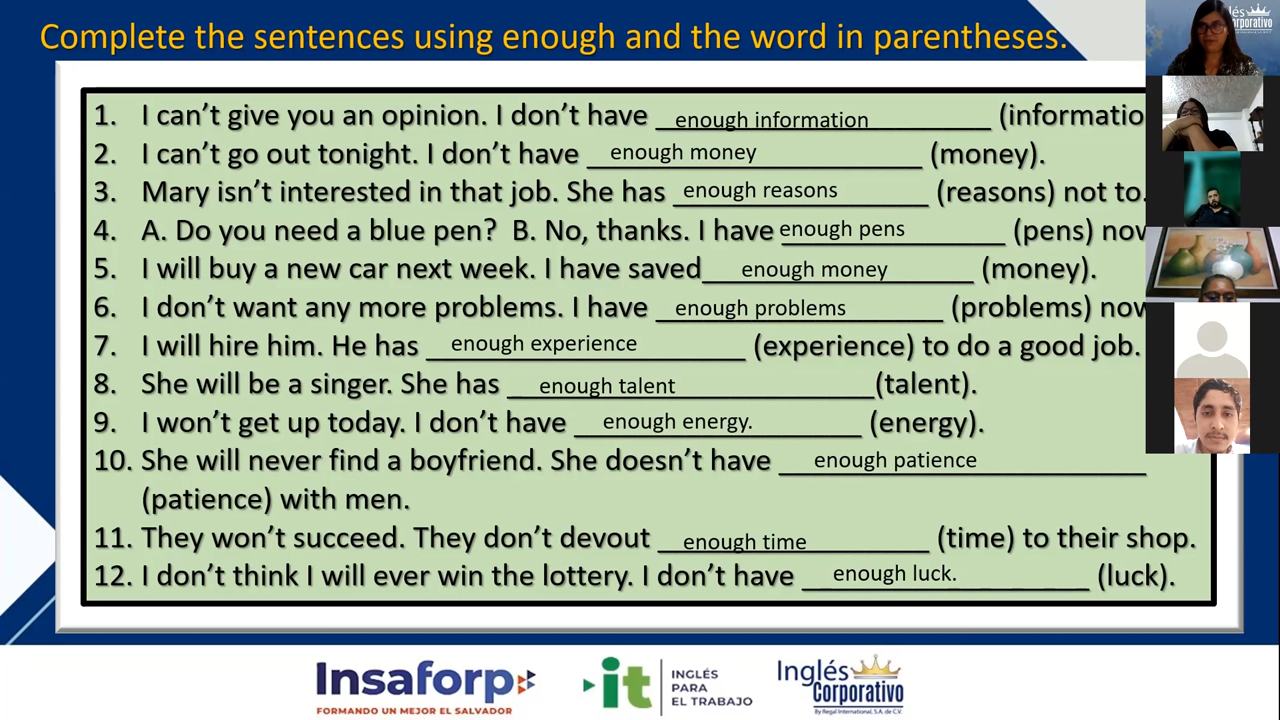 Complete the sentences using enough and the word in parentheses.
1. I can't give you an opinion. I don't have enough information (informatio
2. I can't go out tonight. I don't have enough money (money).
3. Mary isn't interested in that job. She has enough reasons (reasons) not to.
4. A. Do you need a blue pen? B. No, thanks. I have enough pens (pens) now
5. I will buy a new car next week. I have saved enough money (money).
6. I don't want any more problems. I have enough problems (problems) now
7. I will hire him. He has enough experience (experience) to do a good job.
8. She will be a singer. She has enough talent (talent).
9. I won't get up today. I don't have enough energy. (energy).
10. She will never find a boyfriend. She doesn't have enough patience
(patience) with men.
11. They won't succeed. They don't devout enough time (time) to their shop.
12. I don't think I will ever win the lottery. I don't have enough luck. (luck).
Insaforp
FORMANDO UN MEJOR EL SALVADOR
it
INGLÉS
PARA
EL TRABAJO
Inglés
Corporativo
By Regal International, S.A. de C.V.
lés
Corporativo